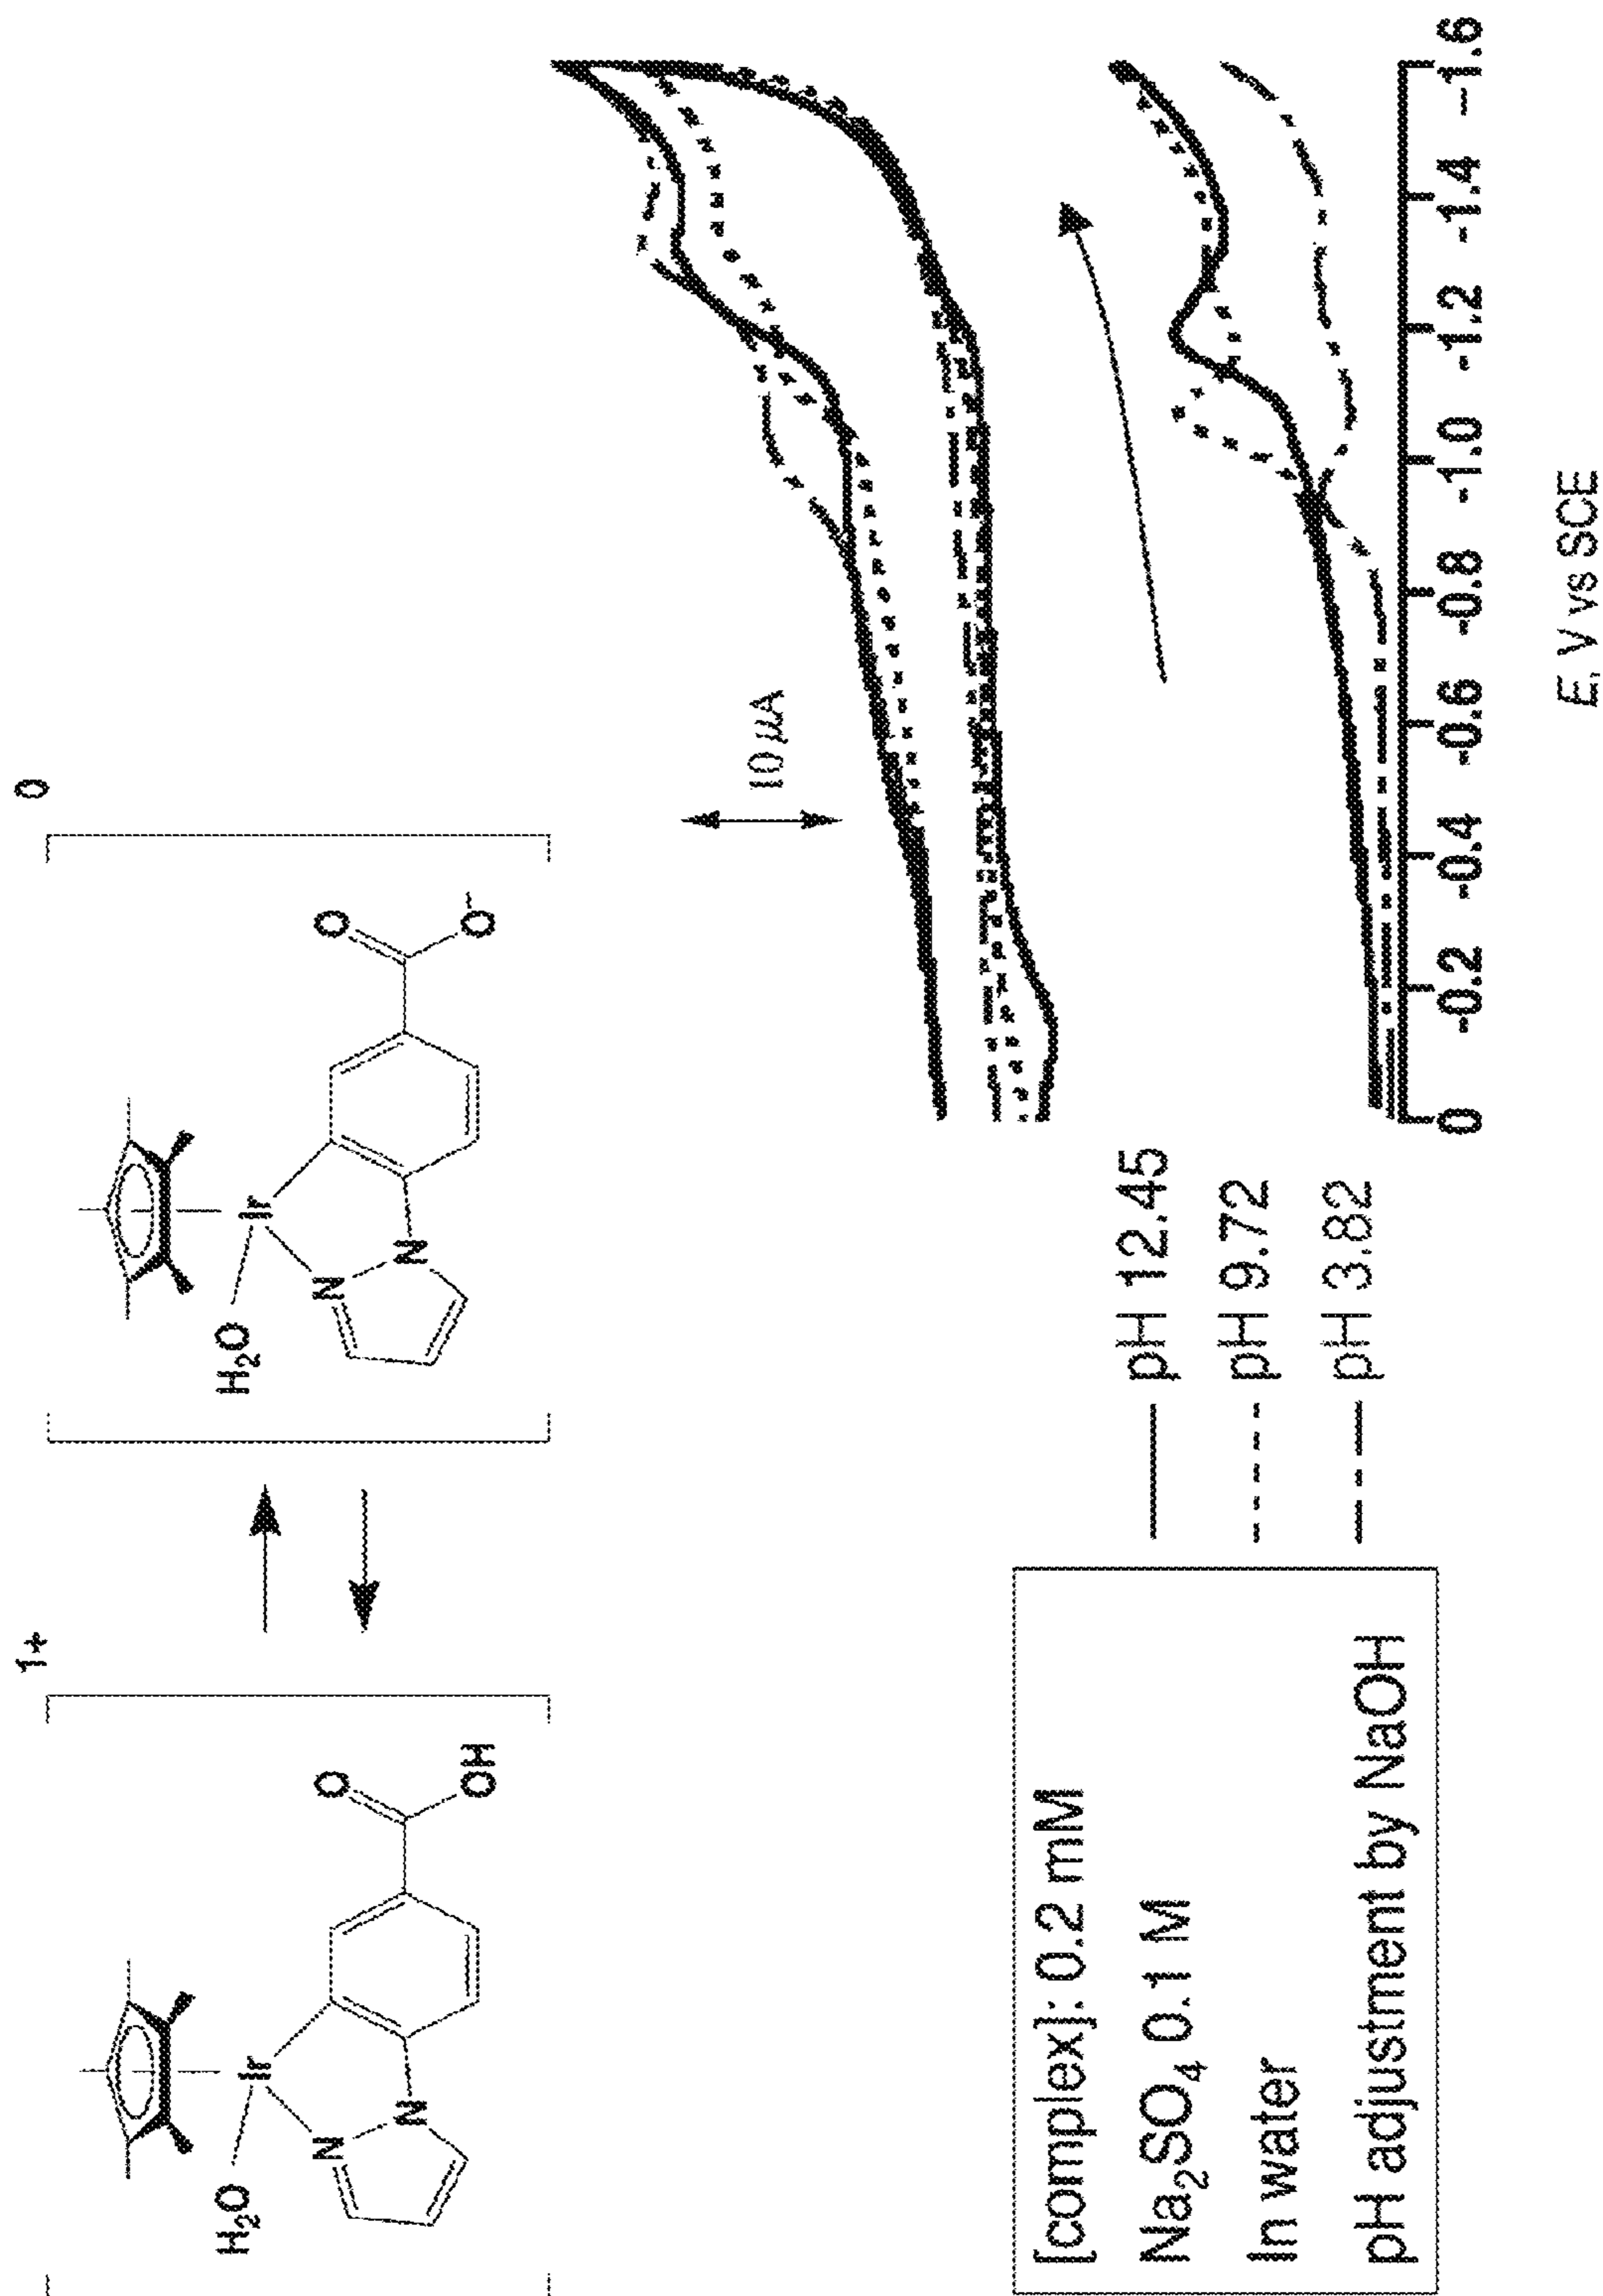 1+
0
H₂O
Ir
N
N
O
OH
H₂O
Ir
N
N
O
O⁻
[complex]: 0.2 mM
Na₂SO₄ 0.1 M
In water
pH adjustment by NaOH
pH 12.45
pH 9.72
pH 3.82
10 µA
0 -0.2 -0.4 -0.6 -0.8 -1.0 -1.2 -1.4 -1.6
E, V vs SCE